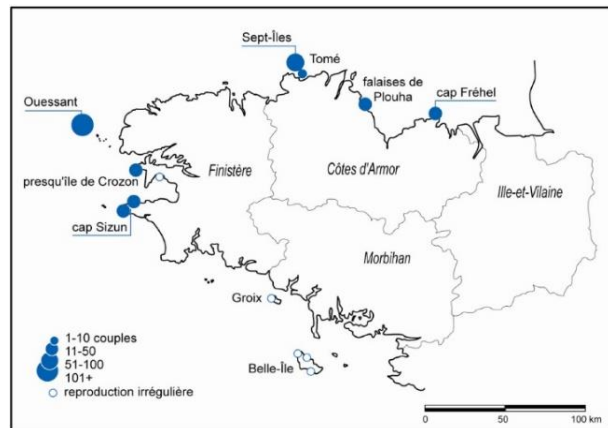 Sept-Îles
Tomé
falaises de
Plouha
cap Fréhel
Ouessant
presqu'île de Crozon
Finistère
Côtes d'Armor
Ille-et-Vilaine
cap Sizun
Morbihan
Groix
Belle-Île
1-10 couples
11-50
51-100
101+
reproduction irrégulière
0 50 100 km